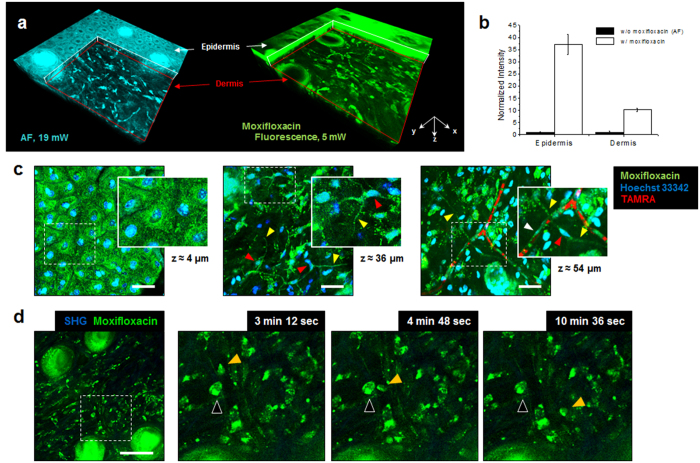 a
Epidermis
Dermis
AF, 19 mW
Moxifloxacin
Fluorescence, 5 mW
y
x
z
b
w/o moxifloxacin (AF)
w/ moxifloxacin
Normalized Intensity
45
40
35
30
25
20
15
10
5
0
Epidermis
Dermis
c
z ≈ 4 μm
z ≈ 36 μm
z ≈ 54 μm
Moxifloxacin
Hoechst 33342
TAMRA
d
SHG Moxifloxacin
3 min 12 sec
4 min 48 sec
10 min 36 sec